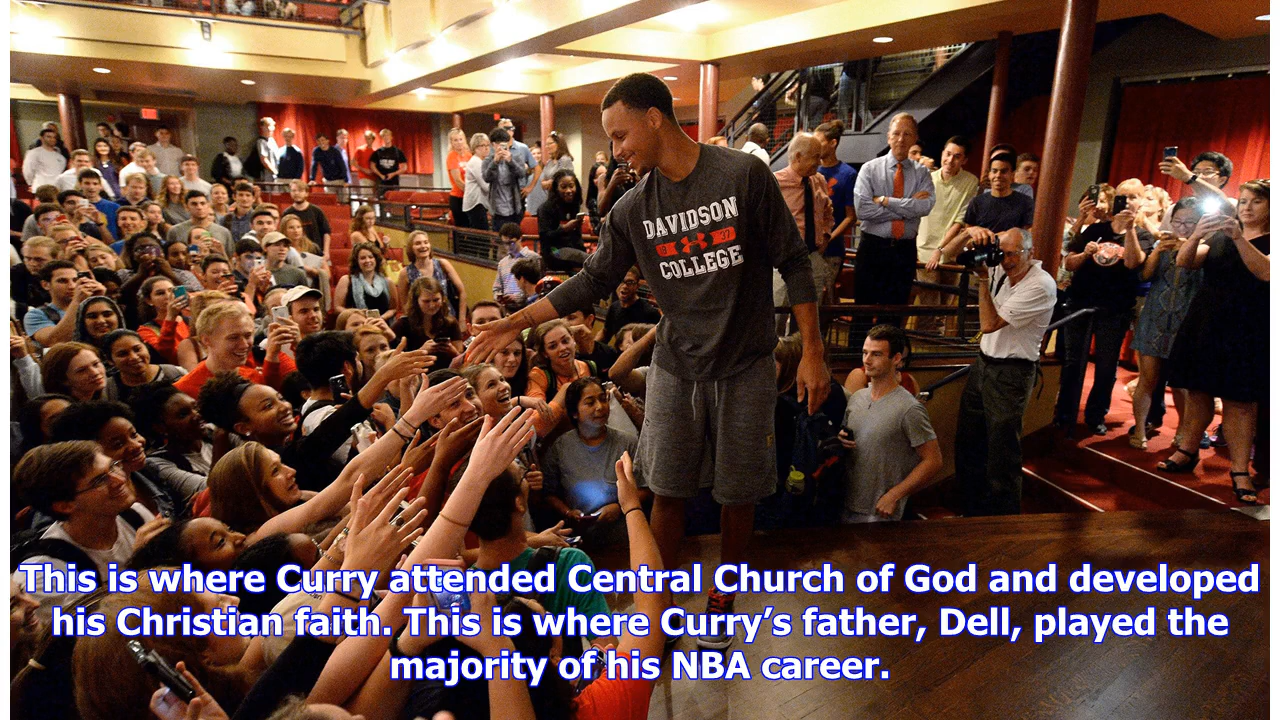 DAVIDSON
30
COLLEGE
This is where Curry attended Central Church of God and developed
his Christian faith. This is where Curry’s father, Dell, played the
majority of his NBA career.